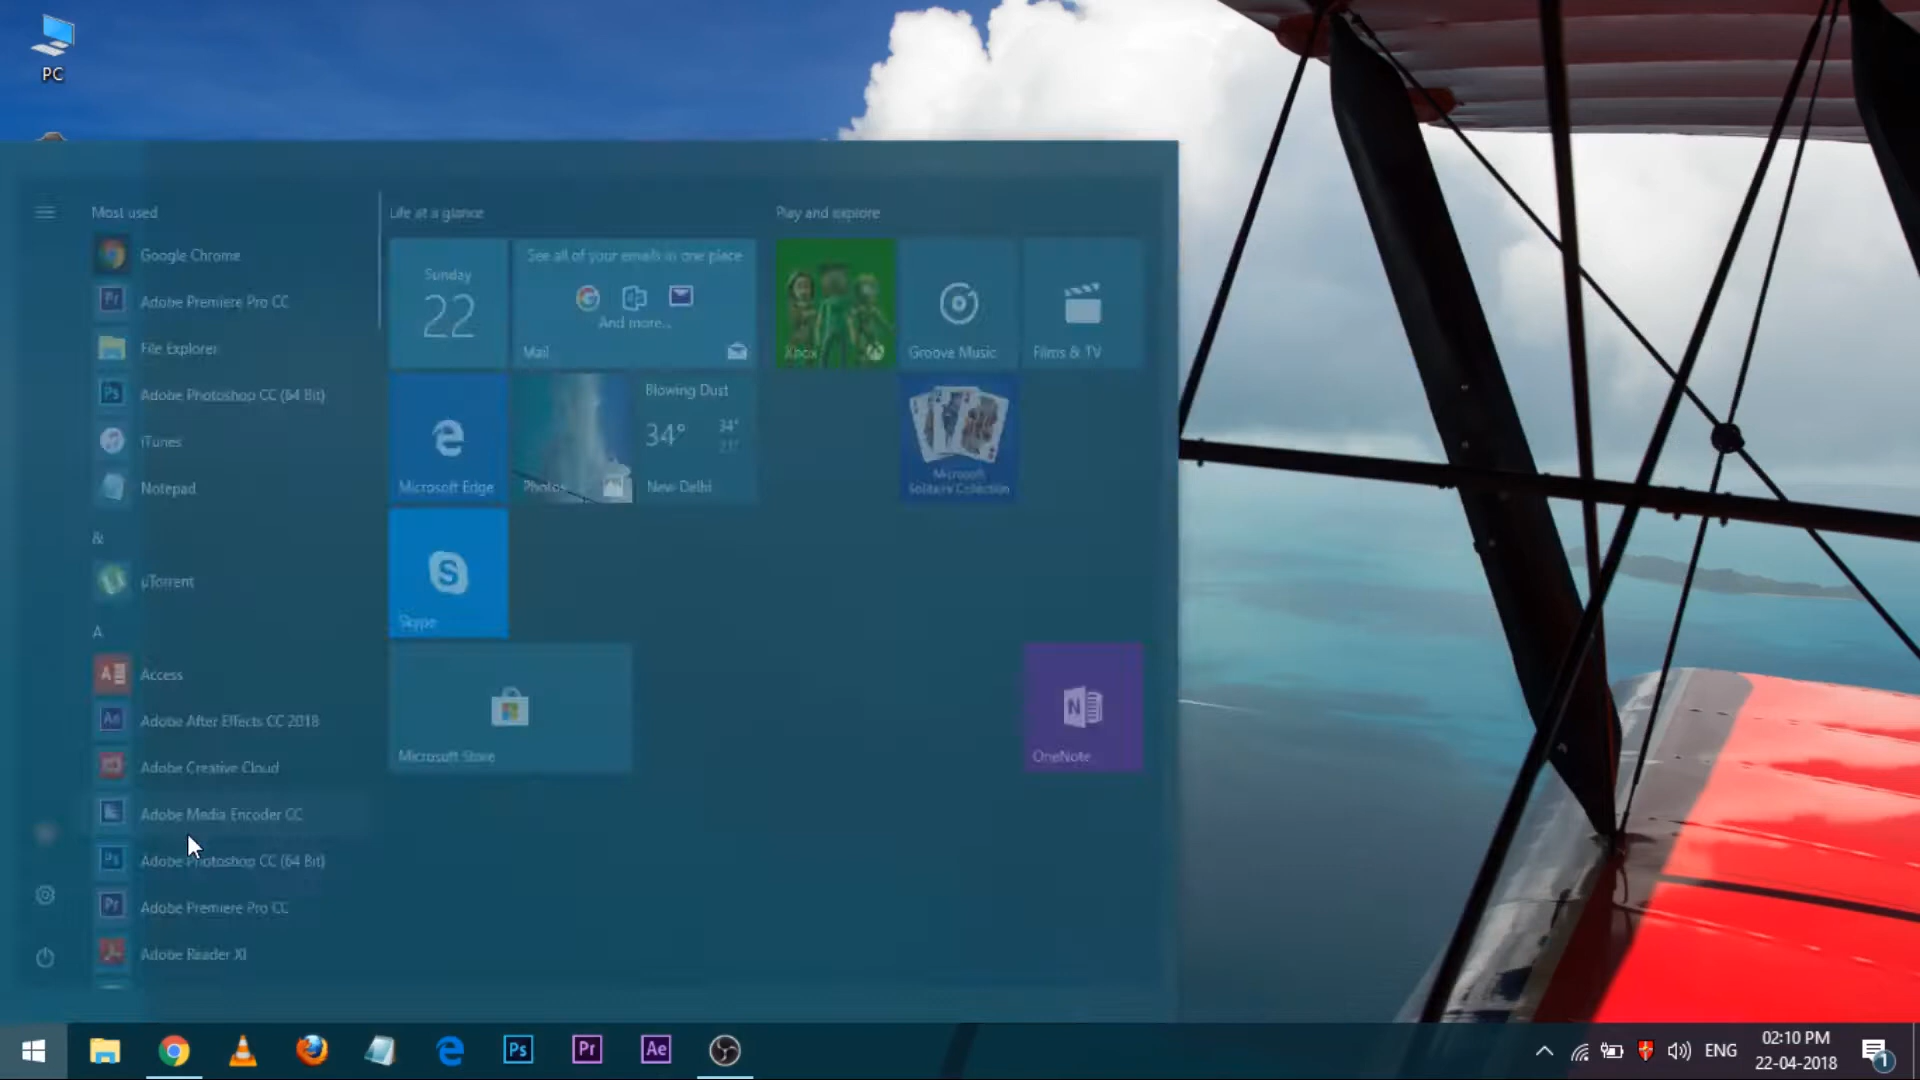 PC
Most used
Google Chrome
Adobe Premiere Pro CC
File Explorer
Adobe Photoshop CC (64 Bit)
iTunes
Notepad
&
µTorrent
A
Access
Adobe After Effects CC 2018
Adobe Creative Cloud
Adobe Media Encoder CC
Adobe Photoshop CC (64 Bit)
Adobe Premiere Pro CC
Adobe Reader XI
Life at a glance
Sunday
22
See all of your emails in one place
And more...
Mail
Microsoft Edge
Photos
Blowing Dust
34°
34°
New Delhi
Skype
Microsoft Store
Play and explore
Xbox
Groove Music
Films & TV
Microsoft
Solitaire Collection
OneNote
Ps
Pr
Ae
ENG
02:10 PM
22-04-2018
1